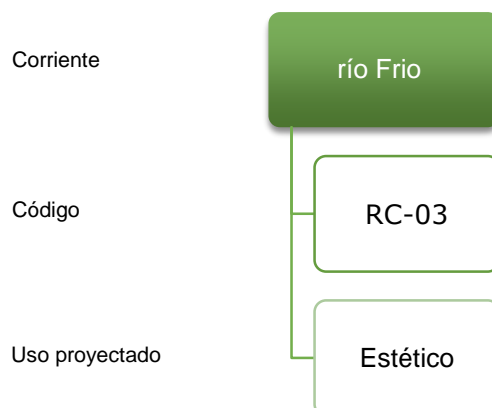 Corriente
río Frio
Código
RC-03
Uso proyectado
Estético